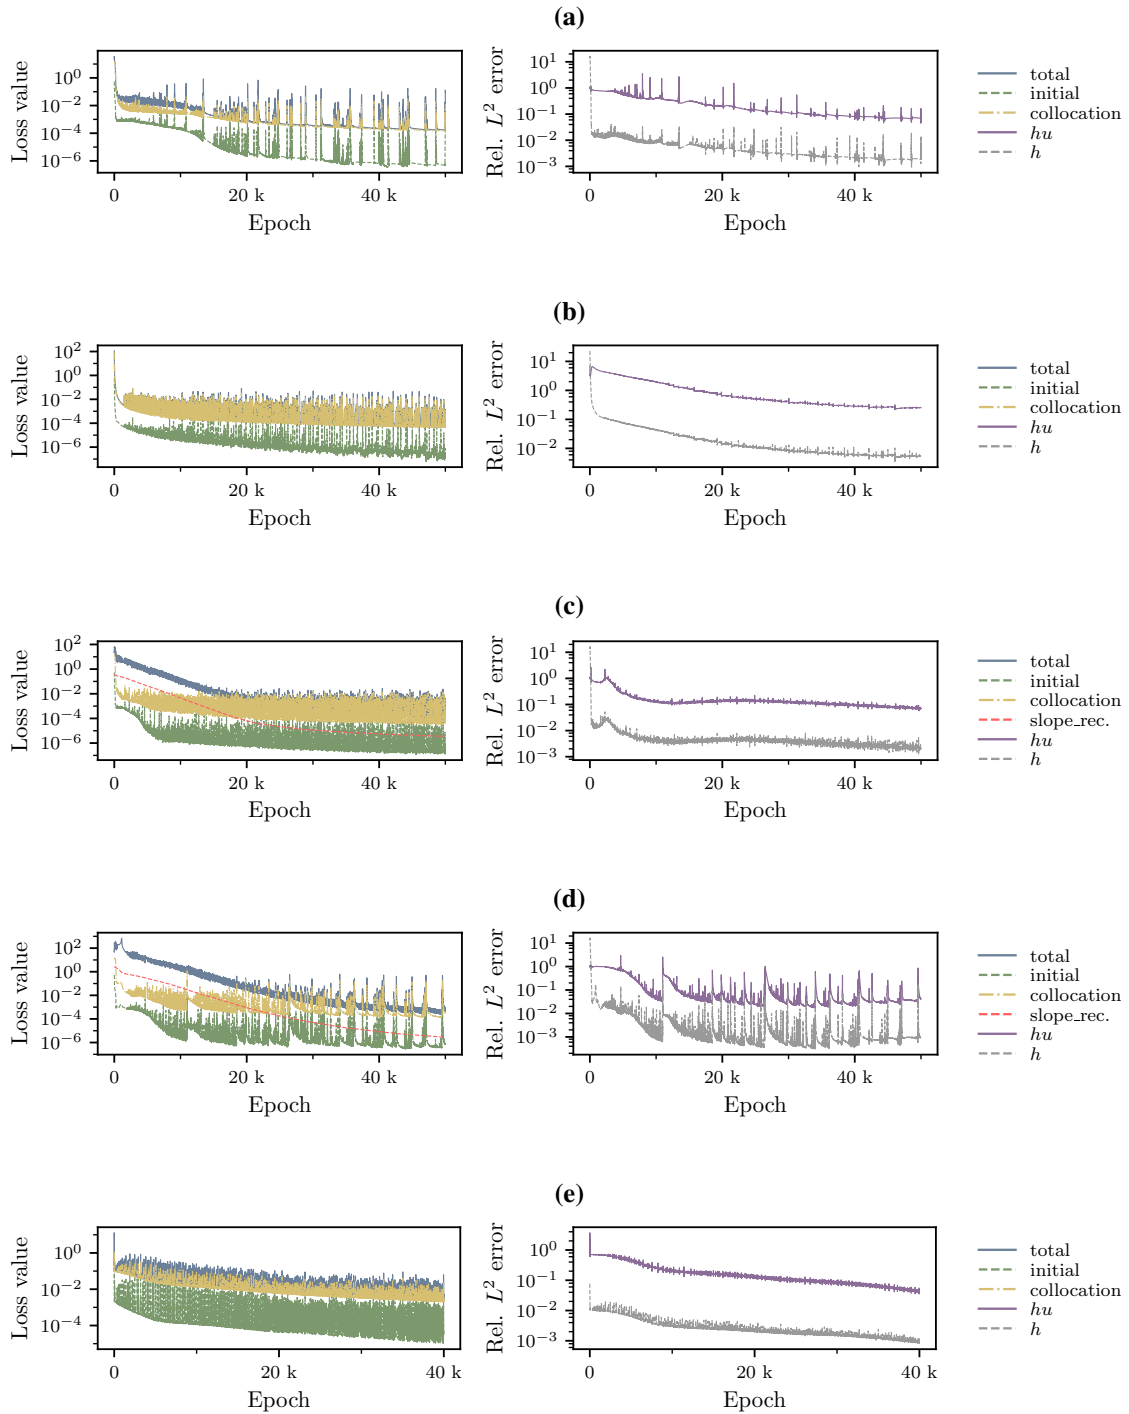 (a)
Loss value
10^0
10^-2
10^-4
10^-6
0
20 k
40 k
Epoch
Rel. L^2 error
10^1
10^0
10^-1
10^-2
10^-3
0
20 k
40 k
Epoch
total
initial
collocation
hu
h
(b)
Loss value
10^2
10^0
10^-2
10^-4
10^-6
0
20 k
40 k
Epoch
Rel. L^2 error
10^1
10^0
10^-1
10^-2
0
20 k
40 k
Epoch
total
initial
collocation
hu
h
(c)
Loss value
10^2
10^0
10^-2
10^-4
10^-6
0
20 k
40 k
Epoch
Rel. L^2 error
10^1
10^0
10^-1
10^-2
10^-3
0
20 k
40 k
Epoch
total
initial
collocation
slope_rec.
hu
h
(d)
Loss value
10^2
10^0
10^-2
10^-4
10^-6
0
20 k
40 k
Epoch
Rel. L^2 error
10^1
10^0
10^-1
10^-2
10^-3
0
20 k
40 k
Epoch
total
initial
collocation
slope_rec.
hu
h
(e)
Loss value
10^0
10^-2
10^-4
0
20 k
40 k
Epoch
Rel. L^2 error
10^0
10^-1
10^-2
10^-3
0
20 k
40 k
Epoch
total
initial
collocation
hu
h